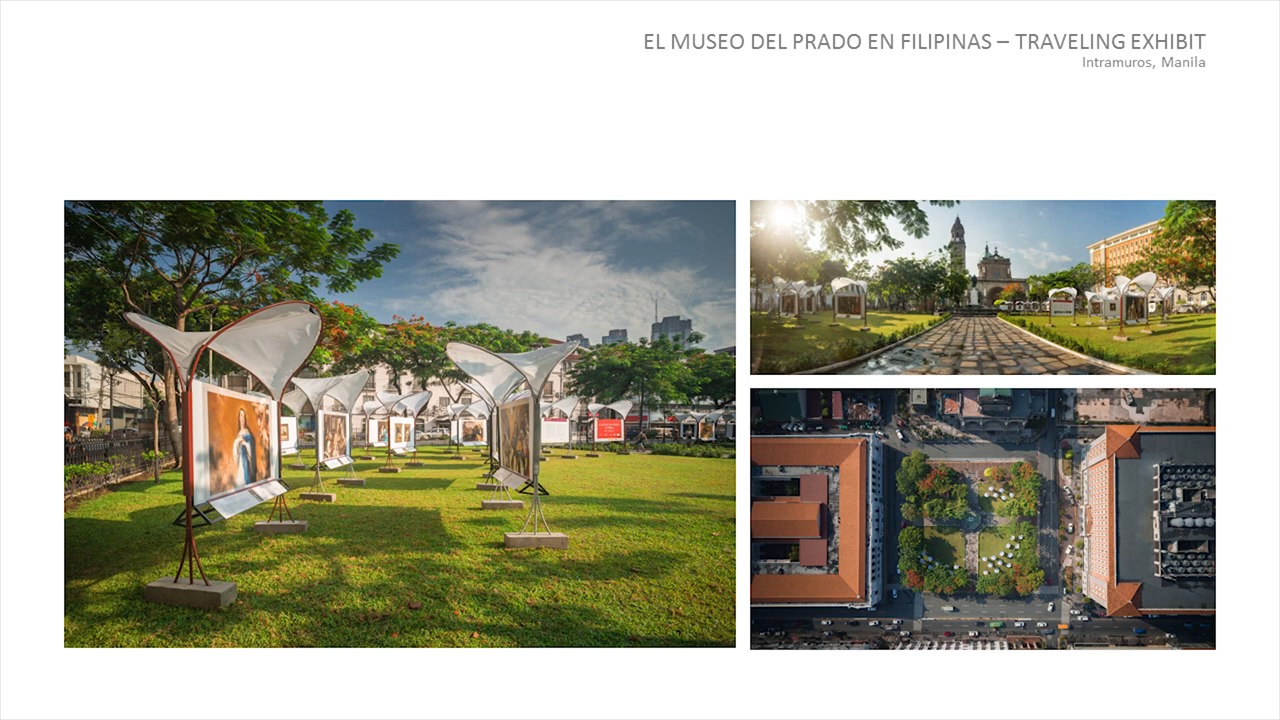 EL MUSEO DEL PRADO EN FILIPINAS – TRAVELING EXHIBIT
Intramuros, Manila